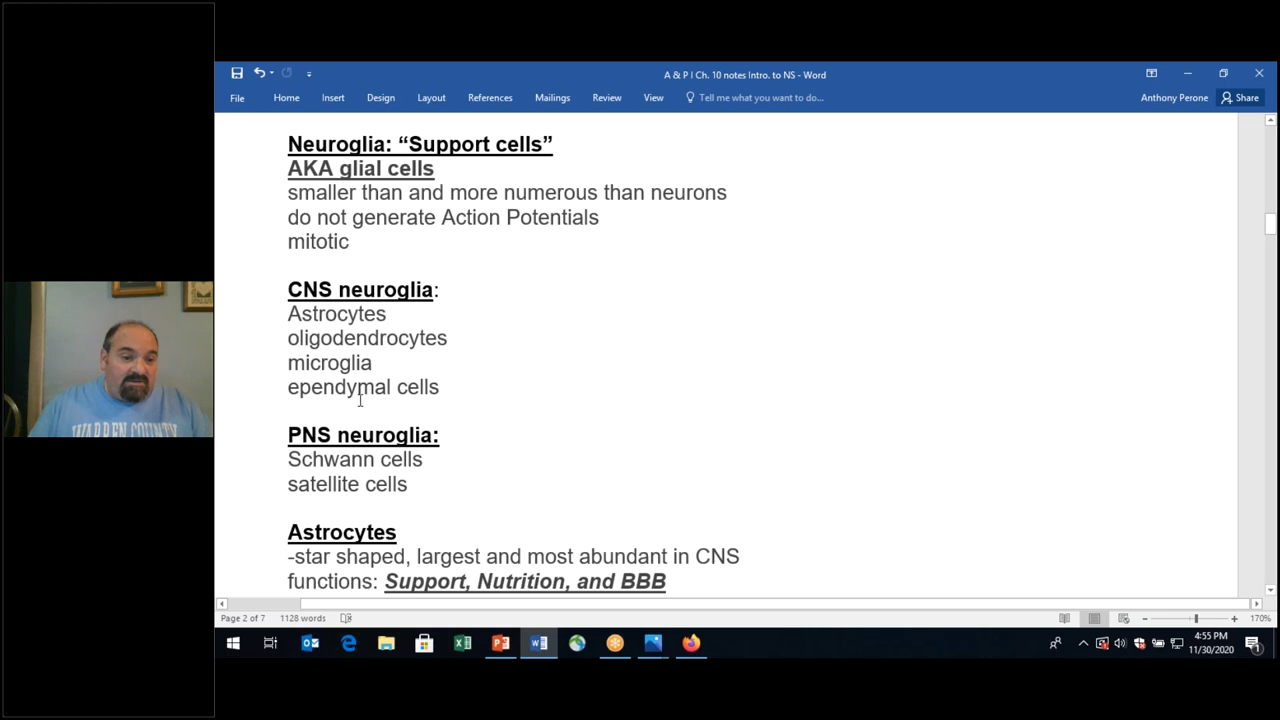 A & P I Ch. 10 notes Intro. to NS - Word
File Home Insert Design Layout References Mailings Review View Tell me what you want to do... Anthony Perone Share
Neuroglia: “Support cells”
AKA glial cells
smaller than and more numerous than neurons
do not generate Action Potentials
mitotic
CNS neuroglia:
Astrocytes
oligodendrocytes
microglia
ependymal cells
PNS neuroglia:
Schwann cells
satellite cells
Astrocytes
-star shaped, largest and most abundant in CNS
functions: Support, Nutrition, and BBB
WARREN COUNTY
Page 2 of 7 1128 words 170%
4:55 PM
11/30/2020